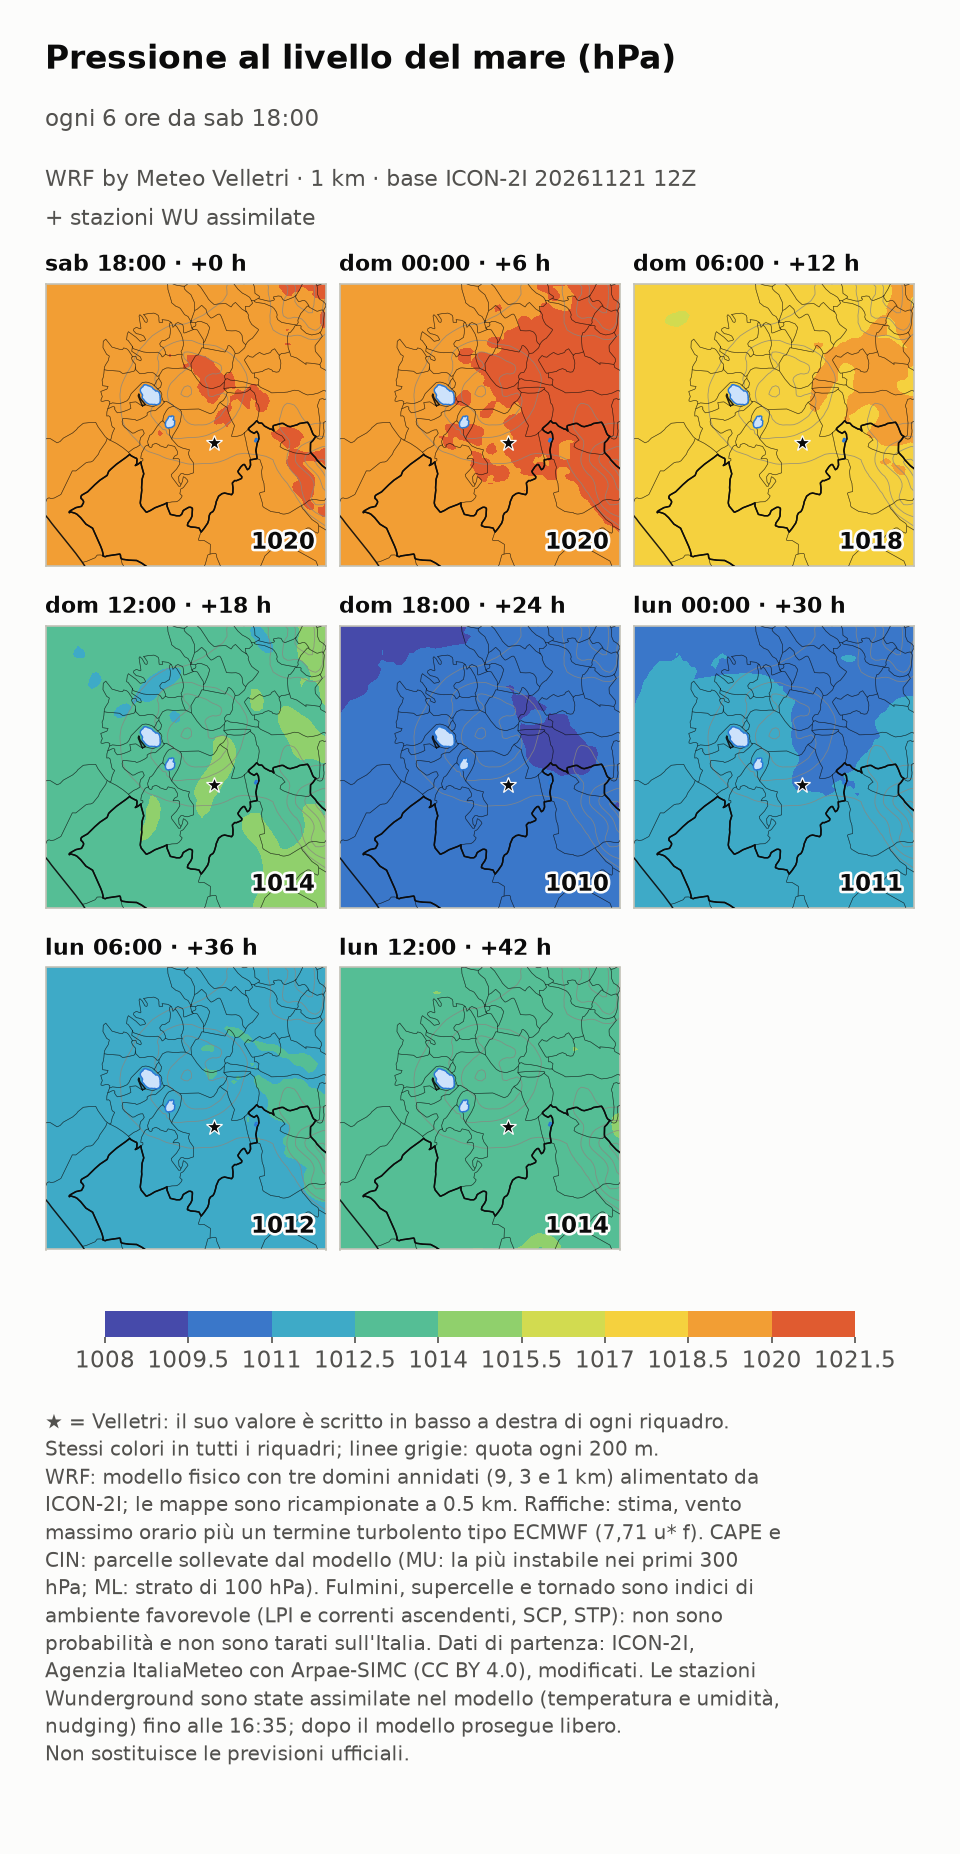 Pressione al livello del mare (hPa)
ogni 6 ore da sab 18:00
WRF by Meteo Velletri · 1 km · base ICON-2I 20261121 12Z
+ stazioni WU assimilate
sab 18:00 · +0 h
dom 00:00 · +6 h
dom 06:00 · +12 h
1020
1020
1018
dom 12:00 · +18 h
dom 18:00 · +24 h
lun 00:00 · +30 h
1014
1010
1011
lun 06:00 · +36 h
lun 12:00 · +42 h
1012
1014
1008 1009.5 1011 1012.5 1014 1015.5 1017 1018.5 1020 1021.5
★ = Velletri: il suo valore è scritto in basso a destra di ogni riquadro.
Stessi colori in tutti i riquadri; linee grigie: quota ogni 200 m.
WRF: modello fisico con tre domini annidati (9, 3 e 1 km) alimentato da
ICON-2I; le mappe sono ricampionate a 0.5 km. Raffiche: stima, vento
massimo orario più un termine turbolento tipo ECMWF (7,71 u* f). CAPE e
CIN: parcelle sollevate dal modello (MU: la più instabile nei primi 300
hPa; ML: strato di 100 hPa). Fulmini, supercelle e tornado sono indici di
ambiente favorevole (LPI e correnti ascendenti, SCP, STP): non sono
probabilità e non sono tarati sull'Italia. Dati di partenza: ICON-2I,
Agenzia ItaliaMeteo con Arpae-SIMC (CC BY 4.0), modificati. Le stazioni
Wunderground sono state assimilate nel modello (temperatura e umidità,
nudging) fino alle 16:35; dopo il modello prosegue libero.
Non sostituisce le previsioni ufficiali.